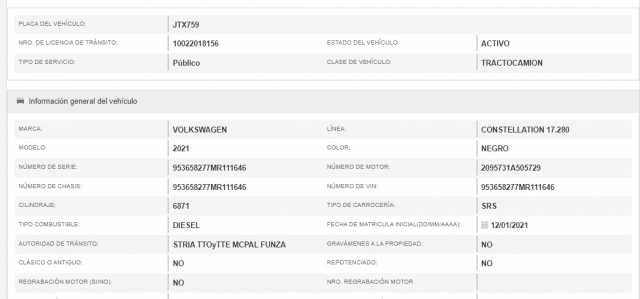 PLACA DEL VEHÍCULO: JTX759
NRO. DE LICENCIA DE TRÁNSITO: 10022018156 ESTADO DEL VEHÍCULO: ACTIVO
TIPO DE SERVICIO: Público CLASE DE VEHÍCULO: TRACTOCAMION
Información general del vehículo
MARCA: VOLKSWAGEN LÍNEA: CONSTELLATION 17.280
MODELO: 2021 COLOR: NEGRO
NÚMERO DE SERIE: 953658277MR111646 NÚMERO DE MOTOR: 2095731A505729
NÚMERO DE CHASIS: 953658277MR111646 NÚMERO DE VIN: 953658277MR111646
CILINDRAJE: 6871 TIPO DE CARROCERÍA: SRS
TIPO COMBUSTIBLE: DIESEL FECHA DE MATRICULA INICIAL(DD/MM/AAAA): 12/01/2021
AUTORIDAD DE TRÁNSITO: STRIA TTOyTTE MCPAL FUNZA GRAVÁMENES A LA PROPIEDAD: NO
CLÁSICO O ANTIGUO: NO REPOTENCIADO: NO
REGRABACIÓN MOTOR (SI/NO): NO NRO. REGRABACIÓN MOTOR